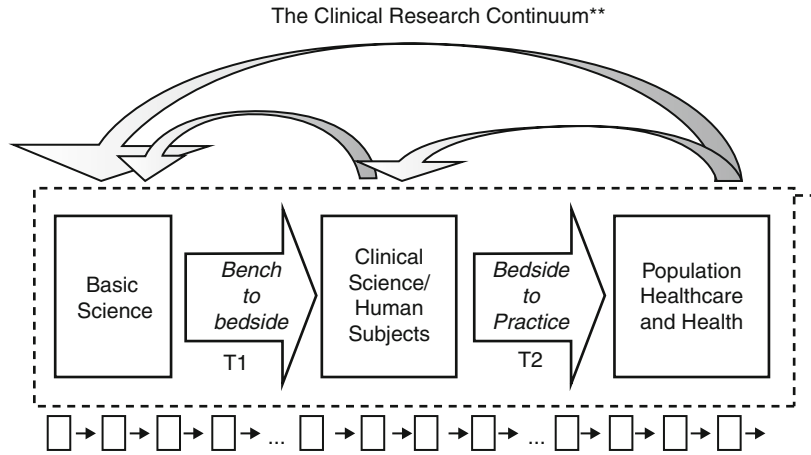 The Clinical Research Continuum**
Basic
Science
Bench
to
bedside
T1
Clinical
Science/
Human
Subjects
Bedside
to
Practice
T2
Population
Healthcare
and Health
...
...